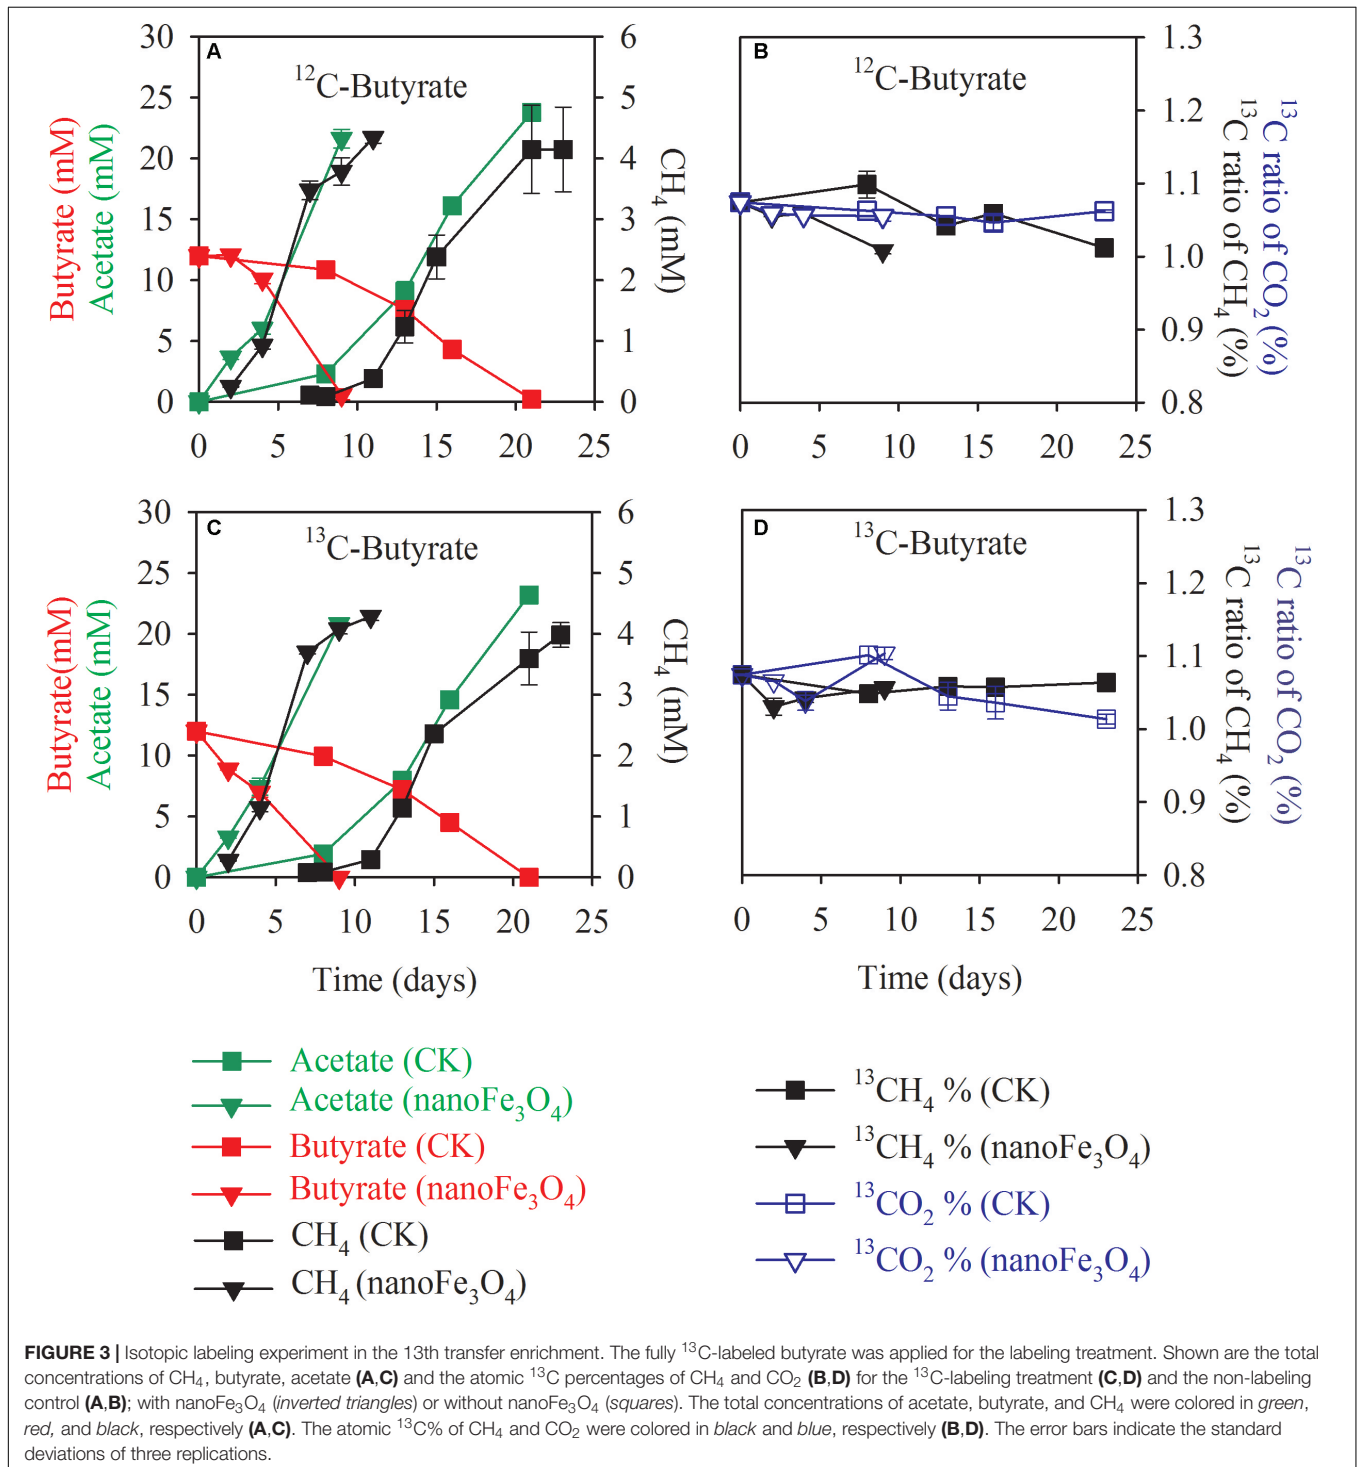 A
12C-Butyrate
30
25
20
15
10
5
0
6
5
4
3
2
1
0
0 5 10 15 20 25
Butyrate (mM)
Acetate (mM)
CH4 (mM)
B
12C-Butyrate
1.3
1.2
1.1
1.0
0.9
0.8
0 5 10 15 20 25
13C ratio of CH4 (%)
13C ratio of CO2 (%)
C
13C-Butyrate
30
25
20
15
10
5
0
6
5
4
3
2
1
0
0 5 10 15 20 25
Butyrate(mM)
Acetate (mM)
CH4 (mM)
Time (days)
D
13C-Butyrate
1.3
1.2
1.1
1.0
0.9
0.8
0 5 10 15 20 25
13C ratio of CH4 (%)
13C ratio of CO2 (%)
Time (days)
Acetate (CK)
Acetate (nanoFe3O4)
Butyrate (CK)
Butyrate (nanoFe3O4)
CH4 (CK)
CH4 (nanoFe3O4)
13CH4 % (CK)
13CH4 % (nanoFe3O4)
13CO2 % (CK)
13CO2 % (nanoFe3O4)
FIGURE 3 | Isotopic labeling experiment in the 13th transfer enrichment. The fully 13C-labeled butyrate was applied for the labeling treatment. Shown are the total
concentrations of CH4, butyrate, acetate (A,C) and the atomic 13C percentages of CH4 and CO2 (B,D) for the 13C-labeling treatment (C,D) and the non-labeling
control (A,B); with nanoFe3O4 (inverted triangles) or without nanoFe3O4 (squares). The total concentrations of acetate, butyrate, and CH4 were colored in green,
red, and black, respectively (A,C). The atomic 13C% of CH4 and CO2 were colored in black and blue, respectively (B,D). The error bars indicate the standard
deviations of three replications.